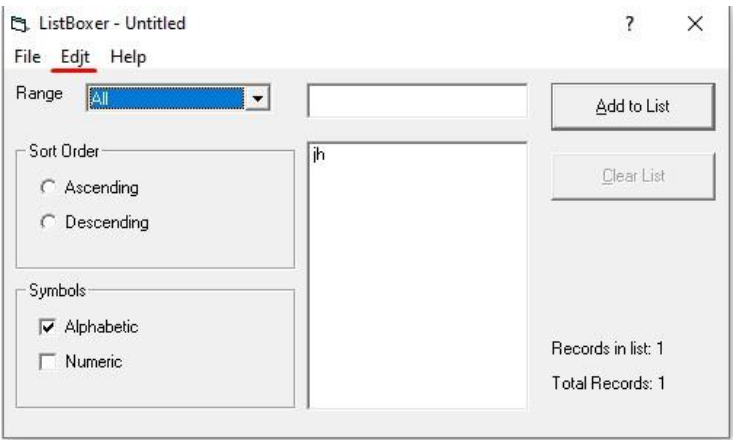 ListBoxer - Untitled ? ×
File Edjt Help
Range All Add to List
Sort Order
Ascending
Descending
jh
Clear List
Symbols
Alphabetic
Numeric
Records in list: 1
Total Records: 1